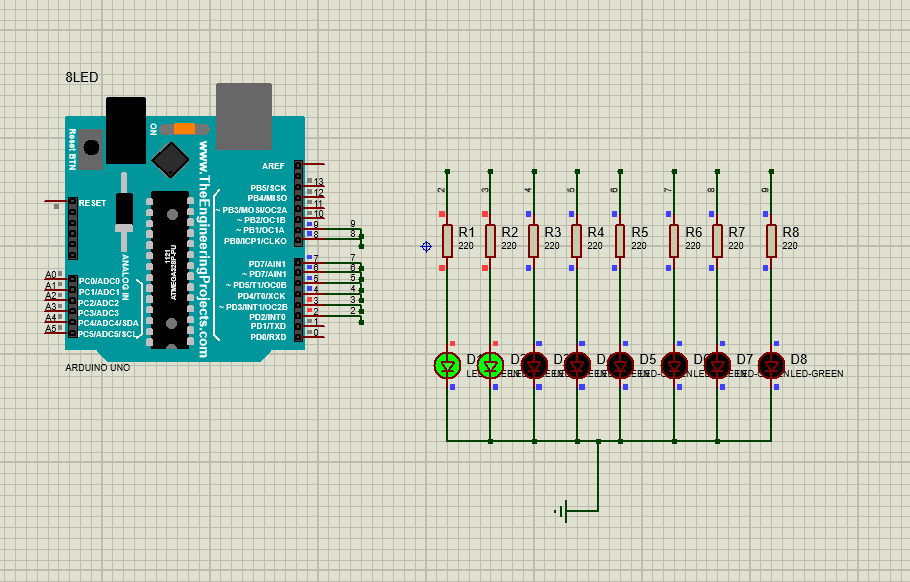 8LED
Reset BTN
ON
www.TheEngineeringProjects.com
AREF
RESET
PB5/SCK 13
PB4/MISO 12
~ PB3/MOSI/OC2A 11
~ PB2/OC1B 10
~ PB1/OC1A 9 9
PB0/ICP1/CLKO 8 8
PD7/AIN1 7 7
~ PD7/AIN1 6 6
~ PD5/T1/OC0B 5 5
PD4/T0/XCK 4 4
~ PD3/INT1/OC2B 3 3
PD2/INT0 2 2
PD1/TXD 1
PD0/RXD 0
ANALOG IN
1121
ATMEGA328P-PU
A0 PC0/ADC0
A1 PC1/ADC1
A2 PC2/ADC2
A3 PC3/ADC3
A4 PC4/ADC4/SDA
A5 PC5/ADC5/SCL
ARDUINO UNO
2 3 4 5 6 7 8 9
R1 R2 R3 R4 R5 R6 R7 R8
220 220 220 220 220 220 220 220
D5 D7 D8
LED-GREEN